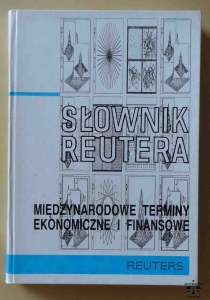 SŁOWNIK
REUTERA
MIĘDZYNARODOWE TERMINY
EKONOMICZNE I FINANSOWE
REUTERS